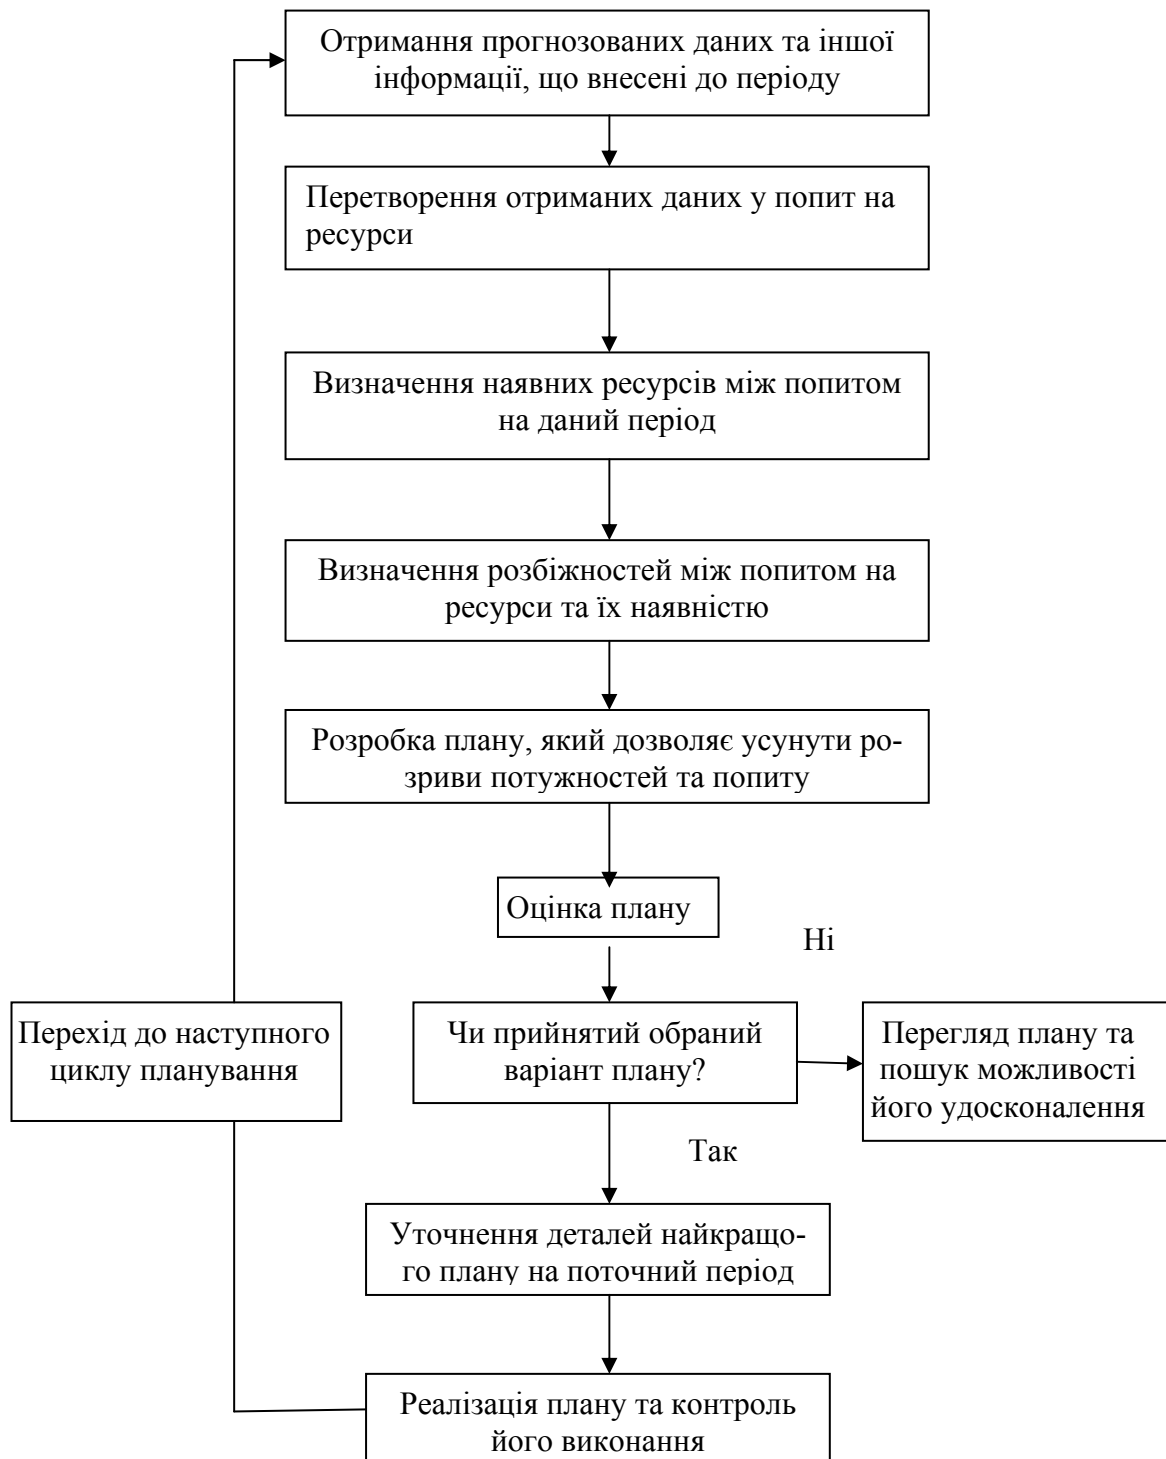 Отримання прогнозованих даних та іншої
інформації, що внесені до періоду
Перетворення отриманих даних у попит на
ресурси
Визначення наявних ресурсів між попитом
на даний період
Визначення розбіжностей між попитом на
ресурси та їх наявністю
Розробка плану, який дозволяє усунути ро-
зриви потужностей та попиту
Оцінка плану
Ні
Перехід до наступного
циклу планування
Чи прийнятий обраний
варіант плану?
Перегляд плану та
пошук можливості
його удосконалення
Так
Уточнення деталей найкращо-
го плану на поточний період
Реалізація плану та контроль
його виконання